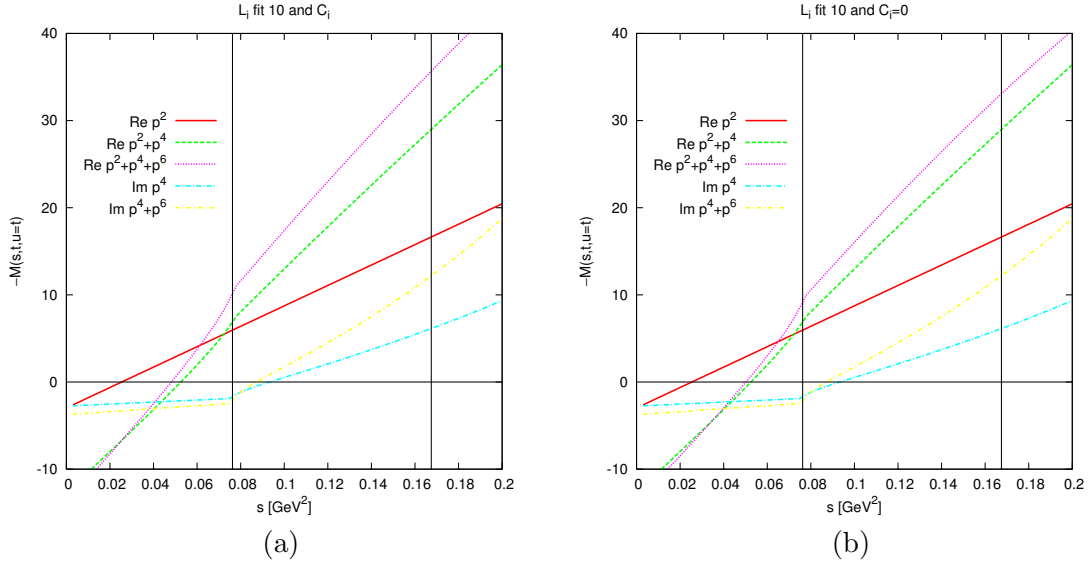 L_i fit 10 and C_i
40
30
20
10
0
-10
0
0.02
0.04
0.06
0.08
0.1
0.12
0.14
0.16
0.18
0.2
−M(s,t,u=t)
s [GeV^2]
Re p^2
Re p^2+p^4
Re p^2+p^4+p^6
Im p^4
Im p^4+p^6
(a)
L_i fit 10 and C_i=0
40
30
20
10
0
-10
0
0.02
0.04
0.06
0.08
0.1
0.12
0.14
0.16
0.18
0.2
−M(s,t,u=t)
s [GeV^2]
Re p^2
Re p^2+p^4
Re p^2+p^4+p^6
Im p^4
Im p^4+p^6
(b)